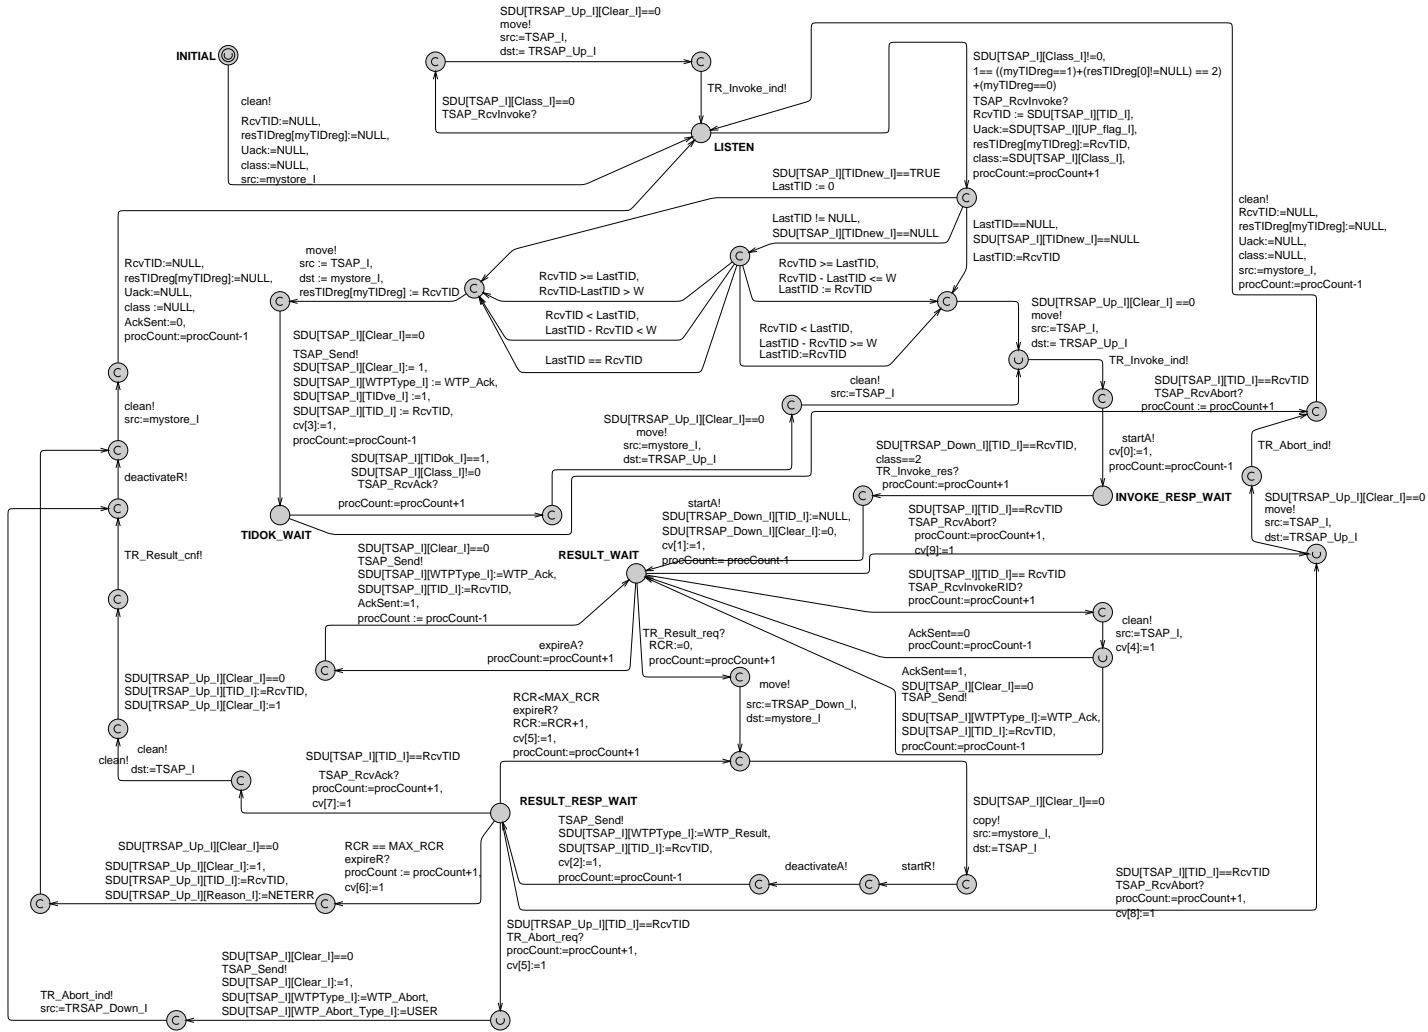 SDU[TRSAP_Up_I][Clear_I]==0
move!
src:=TSAP_I,
dst:= TRSAP_Up_I
INITIAL
C
C
TR_Invoke_ind!
SDU[TSAP_I][Class_I]==0
TSAP_RcvInvoke?
LISTEN
clean!
RcvTID:=NULL,
resTIDreg[myTIDreg]:=NULL,
Uack:=NULL,
class:=NULL,
src:=mystore_I
SDU[TSAP_I][Class_I]!=0,
1== ((myTIDreg==1)+(resTIDreg[0]!=NULL) == 2)
+(myTIDreg==0)
TSAP_RcvInvoke?
RcvTID := SDU[TSAP_I][TID_I],
Uack:=SDU[TSAP_I][UP_flag_I],
resTIDreg[myTIDreg]:=RcvTID,
class:=SDU[TSAP_I][Class_I],
procCount:=procCount+1
SDU[TSAP_I][TIDnew_I]==TRUE
LastTID := 0
C
LastTID != NULL,
SDU[TSAP_I][TIDnew_I]==NULL
LastTID==NULL,
SDU[TSAP_I][TIDnew_I]==NULL
LastTID:=RcvTID
clean!
RcvTID:=NULL,
resTIDreg[myTIDreg]:=NULL,
Uack:=NULL,
class:=NULL,
src:=mystore_I,
procCount:=procCount-1
RcvTID:=NULL,
resTIDreg[myTIDreg]:=NULL,
Uack:=NULL,
class :=NULL,
AckSent:=0,
procCount:=procCount-1
move!
src := TSAP_I,
dst := mystore_I,
resTIDreg[myTIDreg] := RcvTID
C
C
C
C
RcvTID >= LastTID,
RcvTID-LastTID > W
RcvTID < LastTID,
LastTID - RcvTID < W
LastTID == RcvTID
RcvTID >= LastTID,
RcvTID - LastTID <= W
LastTID := RcvTID
RcvTID < LastTID,
LastTID - RcvTID >= W
LastTID:=RcvTID
SDU[TRSAP_Up_I][Clear_I] ==0
move!
src:=TSAP_I,
dst:= TRSAP_Up_I
TR_Invoke_ind!
SDU[TSAP_I][Clear_I]==0
TSAP_Send!
SDU[TSAP_I][Clear_I]:= 1,
SDU[TSAP_I][WTPType_I] := WTP_Ack,
SDU[TSAP_I][TIDve_I] :=1,
SDU[TSAP_I][TID_I] := RcvTID,
cv[3]:=1,
procCount:=procCount-1
C
clean!
src:=mystore_I
C
deactivateR!
C
clean!
src:=TSAP_I
C
C
SDU[TSAP_I][TID_I]==RcvTID
TSAP_RcvAbort?
procCount := procCount+1
C
SDU[TRSAP_Up_I][Clear_I]==0
move!
src:=mystore_I,
dst:=TRSAP_Up_I
SDU[TSAP_I][TIDok_I]==1,
SDU[TSAP_I][Class_I]!=0
TSAP_RcvAck?
procCount:=procCount+1
TIDOK_WAIT
C
SDU[TRSAP_Down_I][TID_I]==RcvTID,
class==2
TR_Invoke_res?
procCount:=procCount+1
C
startA!
cv[0]:=1,
procCount:=procCount-1
INVOKE_RESP_WAIT
TR_Abort_ind!
C
SDU[TRSAP_Up_I][Clear_I]==0
move!
src:=TSAP_I,
dst:=TRSAP_Up_I
startA!
SDU[TRSAP_Down_I][TID_I]:=NULL,
SDU[TRSAP_Down_I][Clear_I]:=0,
cv[1]:=1,
procCount:= procCount-1
RESULT_WAIT
SDU[TSAP_I][TID_I]==RcvTID
TSAP_RcvAbort?
procCount:=procCount+1,
cv[9]:=1
TR_Result_cnf!
C
SDU[TSAP_I][Clear_I]==0
TSAP_Send!
SDU[TSAP_I][WTPType_I]:=WTP_Ack,
SDU[TSAP_I][TID_I]:=RcvTID,
AckSent:=1,
procCount := procCount-1
C
expireA?
procCount:=procCount+1
SDU[TSAP_I][TID_I]== RcvTID
TSAP_RcvInvokeRID?
procCount:=procCount+1
C
clean!
src:=TSAP_I,
cv[4]:=1
AckSent==0
procCount:=procCount-1
AckSent==1,
SDU[TSAP_I][Clear_I]==0
TSAP_Send!
SDU[TSAP_I][WTPType_I]:=WTP_Ack,
SDU[TSAP_I][TID_I]:=RcvTID,
procCount:=procCount-1
TR_Result_req?
RCR:=0,
procCount:=procCount+1
C
move!
src:=TRSAP_Down_I,
dst:=mystore_I
C
SDU[TRSAP_Up_I][Clear_I]==0
SDU[TRSAP_Up_I][TID_I]:=RcvTID,
SDU[TRSAP_Up_I][Clear_I]:=1
C
clean!
clean!
dst:=TSAP_I
C
SDU[TSAP_I][TID_I]==RcvTID
TSAP_RcvAck?
procCount:=procCount+1,
cv[7]:=1
RCR<MAX_RCR
expireR?
RCR:=RCR+1,
cv[5]:=1,
procCount:=procCount+1
RESULT_RESP_WAIT
TSAP_Send!
SDU[TSAP_I][WTPType_I]:=WTP_Result,
SDU[TSAP_I][TID_I]:=RcvTID,
cv[2]:=1,
procCount:=procCount-1
C
deactivateA!
C
startR!
C
SDU[TSAP_I][Clear_I]==0
copy!
src:=mystore_I,
dst:=TSAP_I
SDU[TSAP_I][TID_I]==RcvTID
TSAP_RcvAbort?
procCount:=procCount+1,
cv[8]:=1
SDU[TRSAP_Up_I][Clear_I]==0
SDU[TRSAP_Up_I][Clear_I]:=1,
SDU[TRSAP_Up_I][TID_I]:=RcvTID,
SDU[TRSAP_Up_I][Reason_I]:=NETERR
C
C
RCR == MAX_RCR
expireR?
procCount := procCount+1,
cv[6]:=1
SDU[TRSAP_Up_I][TID_I]==RcvTID
TR_Abort_req?
procCount:=procCount+1,
cv[5]:=1
SDU[TSAP_I][Clear_I]==0
TSAP_Send!
SDU[TSAP_I][Clear_I]:=1,
SDU[TSAP_I][WTPType_I]:=WTP_Abort,
SDU[TSAP_I][WTP_Abort_Type_I]:=USER
TR_Abort_ind!
src:=TRSAP_Down_I
C